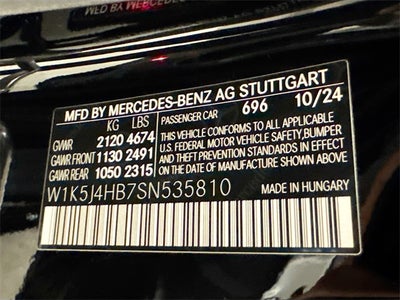 MFD BY MERCEDES-BENZ AG STUTTGART
KG LBS PASSENGER CAR 696 10/24
GVWR 2120 4674
GAWR FRONT 1130 2491
GAWR REAR 1050 2315
THIS VEHICLE CONFORMS TO ALL APPLICABLE
U.S. FEDERAL MOTOR VEHICLE SAFETY, BUMPER
AND THEFT PREVENTION STANDARDS IN EFFECT
ON THE DATE OF MANUFACTURE SHOWN ABOVE
W1K5J4HB7SN535810
MADE IN HUNGARY